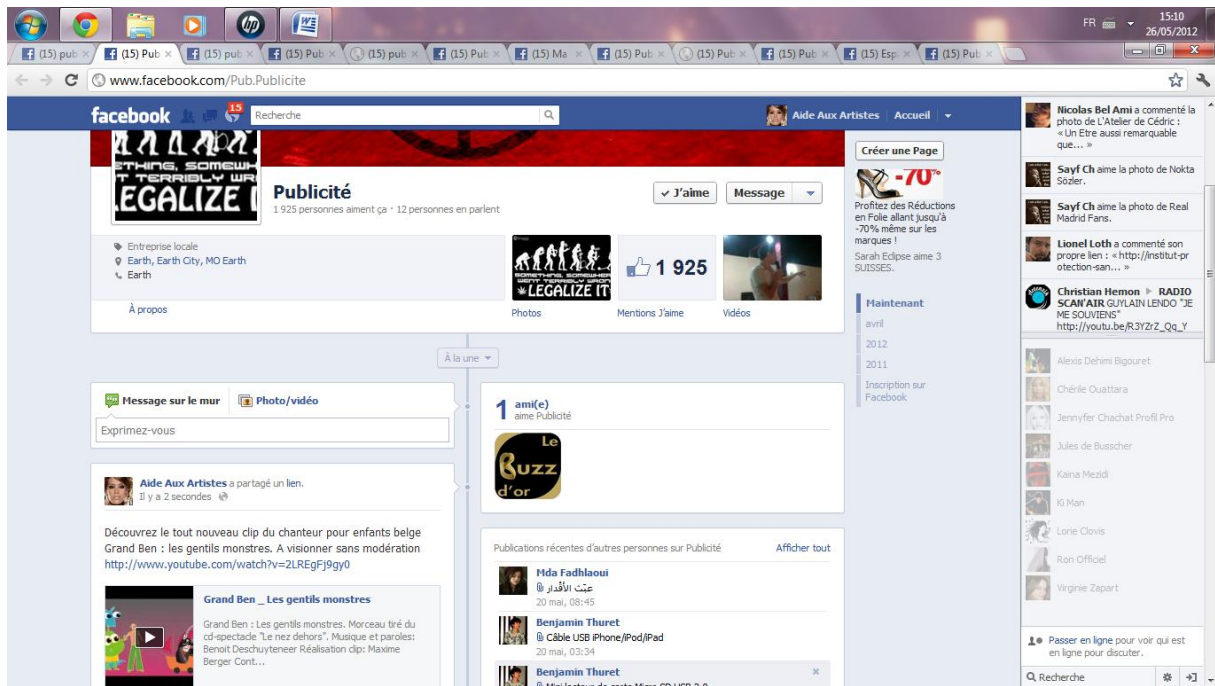 FR
15:10
26/05/2012
(15) pub
(15) Pub
(15) pub
(15) Pub
(15) pub
(15) Pub
(15) Ma
(15) Pub
(15) Pub
(15) Pub
(15) Esp
(15) Pub
www.facebook.com/Pub.Publicite
facebook
15
Recherche
Aide Aux Artistes
Accueil
ETHING, SOMEWH
T TERRIBLY WR
LEGALIZE I
Publicité
1 925 personnes aiment ça · 12 personnes en parlent
J'aime
Message
Entreprise locale
Earth, Earth City, MO Earth
Earth
À propos
SOMETHING, SOMEWHER
WENT TERRIBLY WRON
LEGALIZE IT
Photos
1 925
Mentions J'aime
Vidéos
À la une
Message sur le mur
Photo/vidéo
Exprimez-vous
Aide Aux Artistes a partagé un lien.
Il y a 2 secondes
Découvrez le tout nouveau clip du chanteur pour enfants belge
Grand Ben : les gentils monstres. A visionner sans modération
http://www.youtube.com/watch?v=2LREgFj9gy0
Grand Ben _ Les gentils monstres
Grand Ben : Les gentils monstres. Morceau tiré du
cd-spectacle "Le nez dehors". Musique et paroles:
Benoit Deschuyteneer Réalisation clip: Maxime
Berger Cont...
1 ami(e)
aime Publicité
Le
Buzz
d'or
Publications récentes d'autres personnes sur Publicité
Afficher tout
Mda Fadhlaoui
عبّث الأقدار
20 mai, 08:45
Benjamin Thuret
Câble USB iPhone/iPod/iPad
20 mai, 03:34
Benjamin Thuret
Créer une Page
-70%
Profitez des Réductions
en Folie allant jusqu'à
-70% même sur les
marques !
Sarah Eclipse aime 3
SUISSES.
Maintenant
avril
2012
2011
Inscription sur
Facebook
Nicolas Bel Ami a commenté la
photo de L'Atelier de Cédric :
« Un Etre aussi remarquable
que... »
Sayf Ch aime la photo de Nokta
Sözler.
Sayf Ch aime la photo de Real
Madrid Fans.
Lionel Loth a commenté son
propre lien : «http://institut-pr
otection-san... »
Christian Hemon ▶ RADIO
SCAN'AIR GUYLAIN LENDO "JE
ME SOUVIENS"
http://youtu.be/R3YZrZ_Qq_Y
Alexis Dehimi Bigouret
Chérile Ouattara
Jennyfer Chachat Profil Pro
Jules de Busscher
Kaina Mezidi
Ki Man
Lorie Clovis
Ron Officiel
Virginie Zapart
Passer en ligne pour voir qui est
en ligne pour discuter.
Recherche